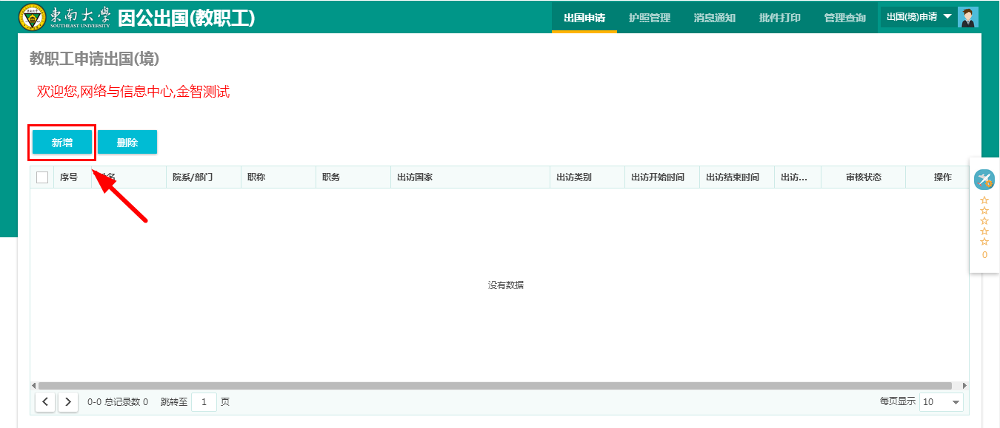 東南大學 因公出国(教职工) 出国申请 护照管理 消息通知 批件打印 管理查询 出国(境)申请
SOUTHEAST UNIVERSITY
教职工申请出国(境)
欢迎您,网络与信息中心,金智测试
新增 删除
序号 名 院系/部门 职称 职务 出访国家 出访类别 出访开始时间 出访结束时间 出访... 审核状态 操作
没有数据
0
0-0 总记录数 0 跳转至 1 页 每页显示 10